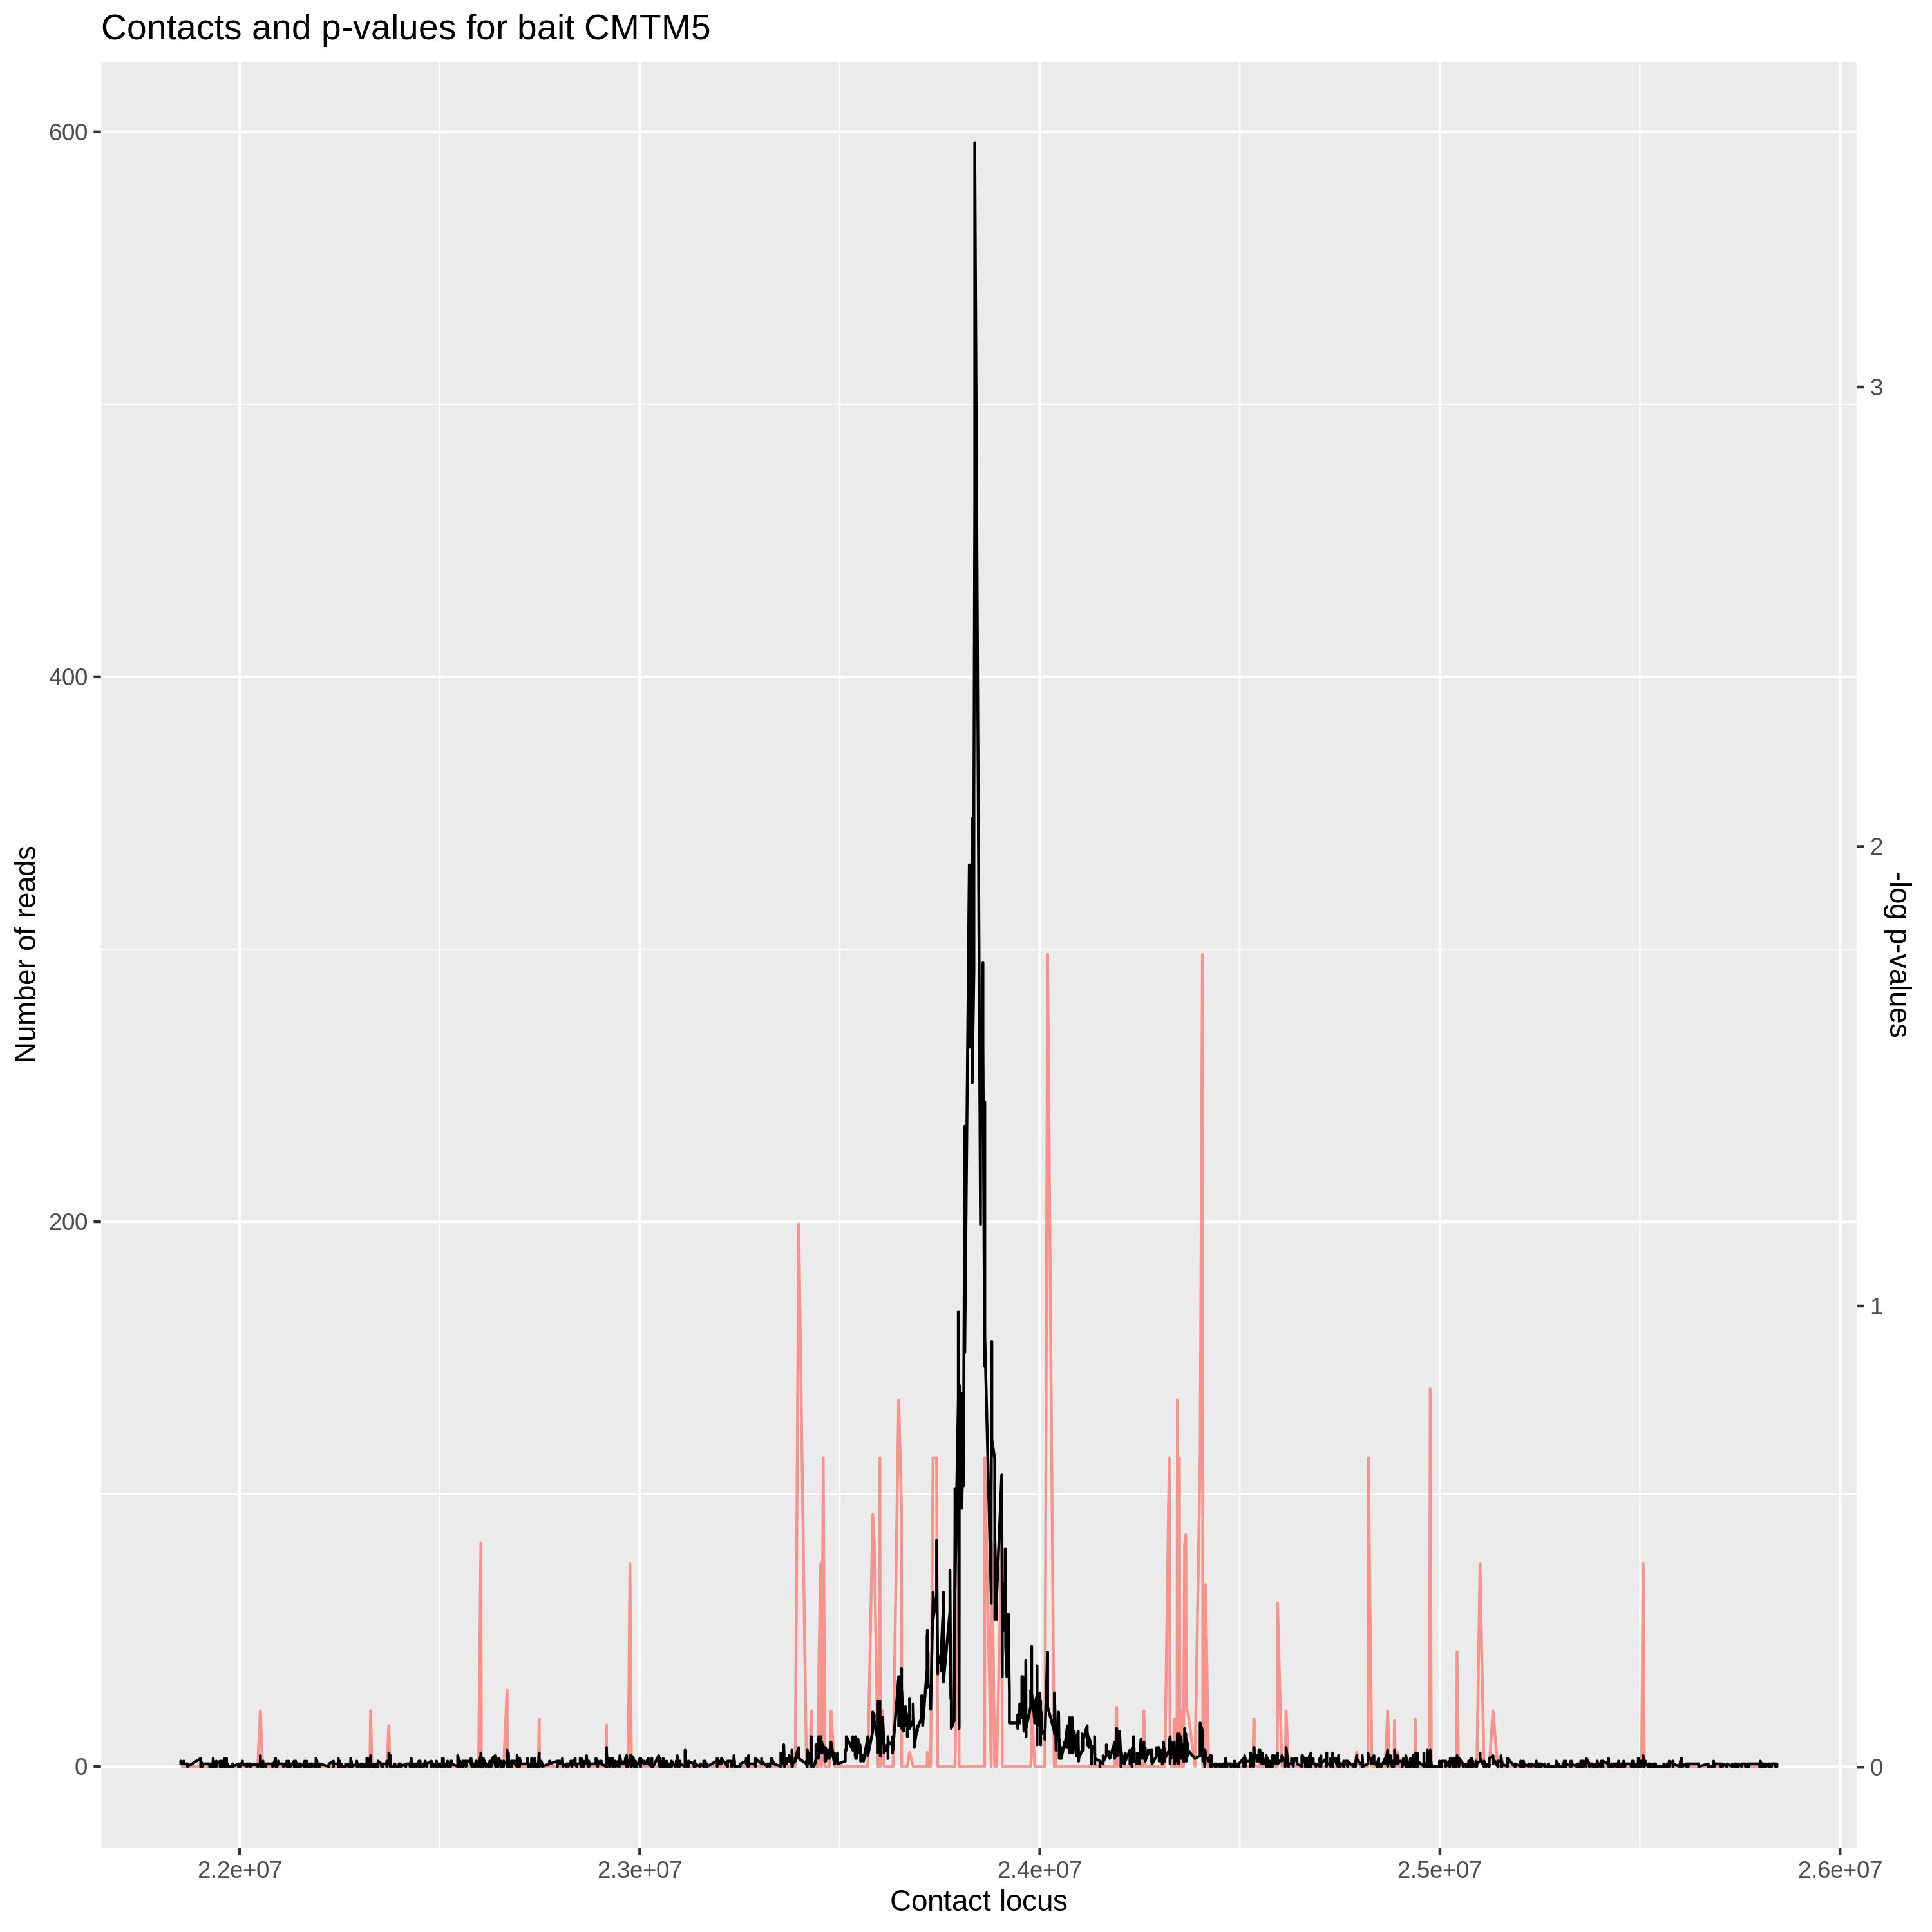 Contacts and p-values for bait CMTM5
600
400
200
0
Number of reads
3
2
1
0
-log p-values
2.2e+07 2.3e+07 2.4e+07 2.5e+07 2.6e+07
Contact locus